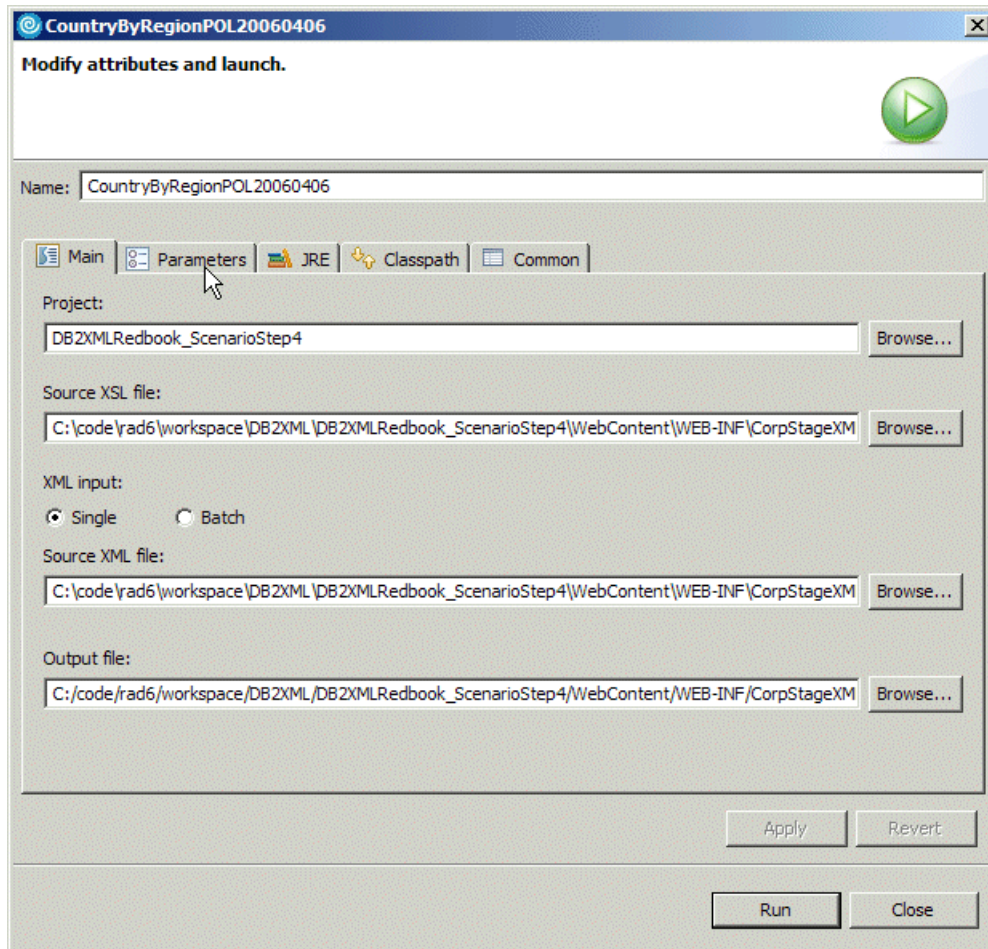 CountryByRegionPOL20060406
Modify attributes and launch.
Name: CountryByRegionPOL20060406
Main Parameters JRE Classpath Common
Project:
DB2XMLRedbook_ScenarioStep4 Browse...
Source XSL file:
C:\code\rad6\workspace\DB2XML\DB2XMLRedbook_ScenarioStep4\WebContent\WEB-INF\CorpStageXM Browse...
XML input:
Single Batch
Source XML file:
C:\code\rad6\workspace\DB2XML\DB2XMLRedbook_ScenarioStep4\WebContent\WEB-INF\CorpStageXM Browse...
Output file:
C:/code/rad6/workspace/DB2XML/DB2XMLRedbook_ScenarioStep4/WebContent/WEB-INF/CorpStageXM Browse...
Apply Revert
Run Close